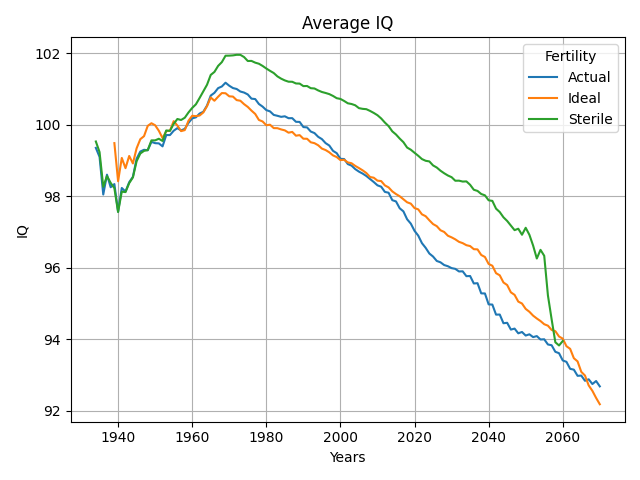 Average IQ
IQ
102
100
98
96
94
92
Fertility
Actual
Ideal
Sterile
1940 1960 1980 2000 2020 2040 2060
Years